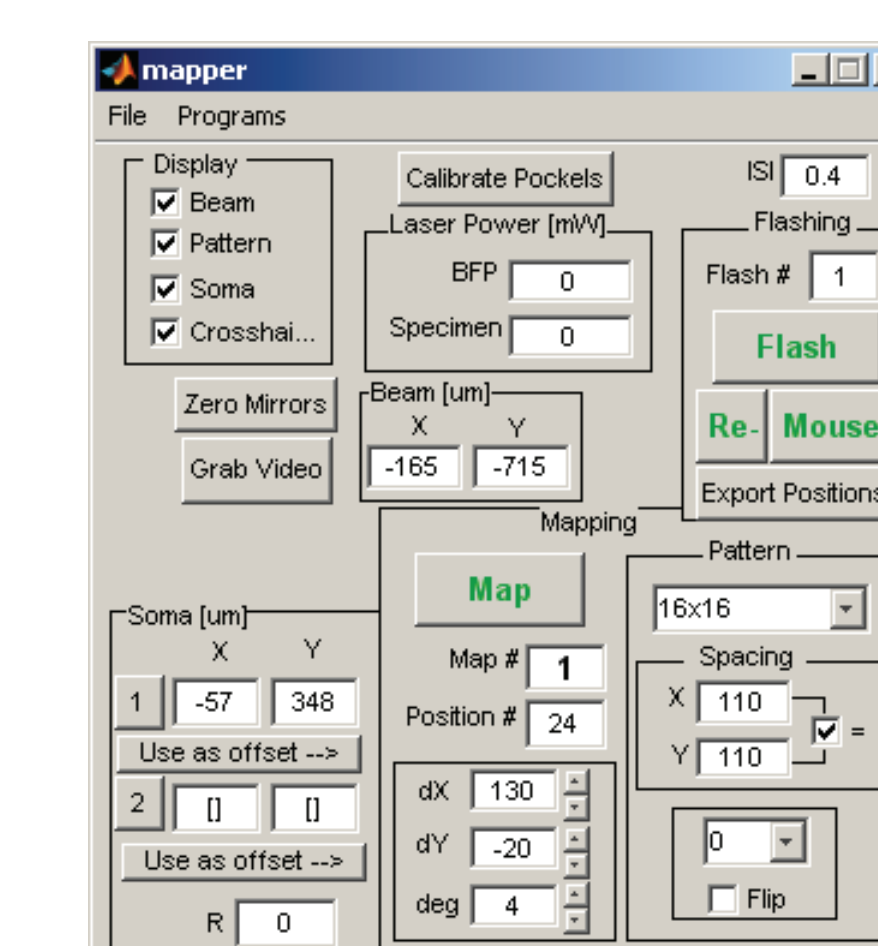 mapper
File Programs
Display
Beam
Pattern
Soma
Crosshai...
Calibrate Pockels
ISI 0.4
Laser Power [mW]
BFP 0
Specimen 0
Flashing
Flash # 1
Flash
Re- Mouse
Export Positions
Zero Mirrors
Grab Video
Beam [um]
X Y
-165 -715
Mapping
Map
Map # 1
Position # 24
dX 130
dY -20
deg 4
Pattern
16x16
Spacing
X 110
Y 110
=
0
Flip
Soma [um]
X Y
1 -57 348
Use as offset -->
2 [] []
Use as offset -->
R 0